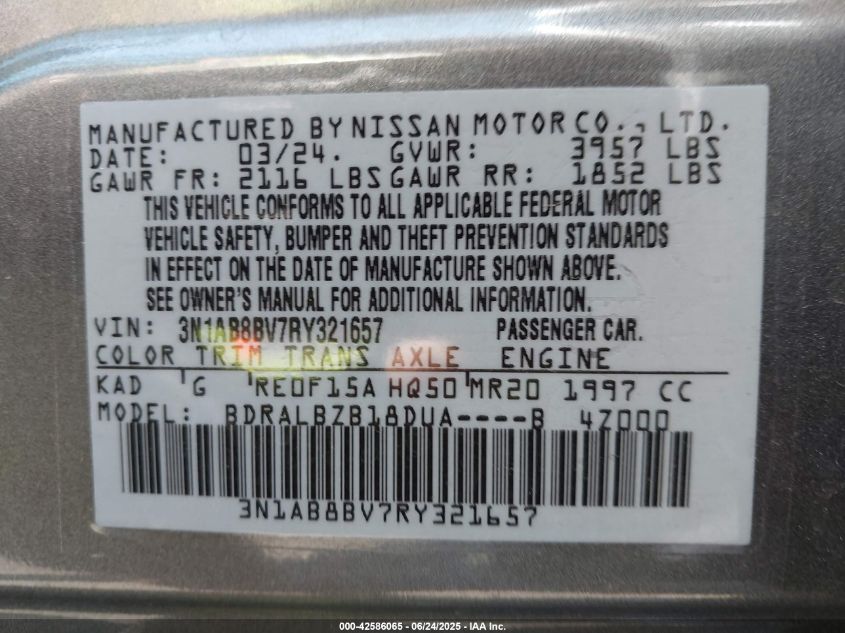 MANUFACTURED BY NISSAN MOTOR CO., LTD.
DATE: 03/24. GVWR: 3957 LBS
GAWR FR: 2116 LBS GAWR RR: 1852 LBS
THIS VEHICLE CONFORMS TO ALL APPLICABLE FEDERAL MOTOR
VEHICLE SAFETY, BUMPER AND THEFT PREVENTION STANDARDS
IN EFFECT ON THE DATE OF MANUFACTURE SHOWN ABOVE.
SEE OWNER'S MANUAL FOR ADDITIONAL INFORMATION.
VIN: 3N1AB8BV7RY321657 PASSENGER CAR.
COLOR TRIM TRANS AXLE ENGINE
KAD G RE0F15A HQ50 MR20 1997 CC
MODEL: BDRALBZB18DUA----B 4Z000
3N1AB8BV7RY321657
000-42586065 - 06/24/2025 - IAA Inc.